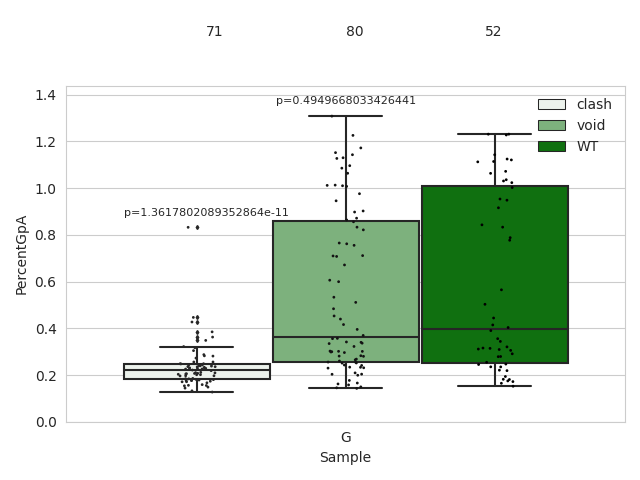 71 80 52
p=0.4949668033426441
p=1.3617802089352864e-11
clash
void
WT
PercentGpA
1.4
1.2
1.0
0.8
0.6
0.4
0.2
0.0
G
Sample